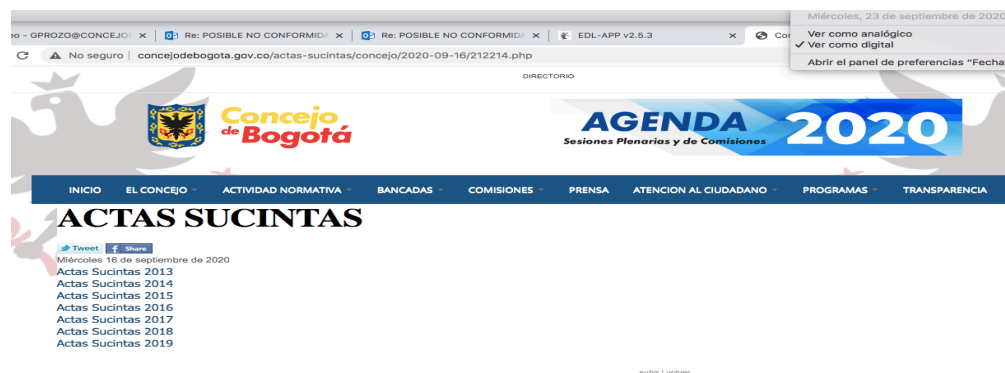 Miércoles, 23 de septiembre de 2020
Ver como analógico
✓ Ver como digital
Abrir el panel de preferencias “Fecha
eo - GPROZO@CONCEJO
Re: POSIBLE NO CONFORMIDA
Re: POSIBLE NO CONFORMIDA
EDL-APP v2.5.3
No seguro | concejodebogota.gov.co/actas-sucintas/concejo/2020-09-16/212214.php
DIRECTORIO
Concejo
de Bogotá
AGENDA 2020
Sesiones Plenarias y de Comisiones
INICIO EL CONCEJO ACTIVIDAD NORMATIVA BANCADAS COMISIONES PRENSA ATENCION AL CIUDADANO PROGRAMAS TRANSPARENCIA
ACTAS SUCINTAS
Tweet Share
Miércoles 16 de septiembre de 2020
Actas Sucintas 2013
Actas Sucintas 2014
Actas Sucintas 2015
Actas Sucintas 2016
Actas Sucintas 2017
Actas Sucintas 2018
Actas Sucintas 2019
subir | volver